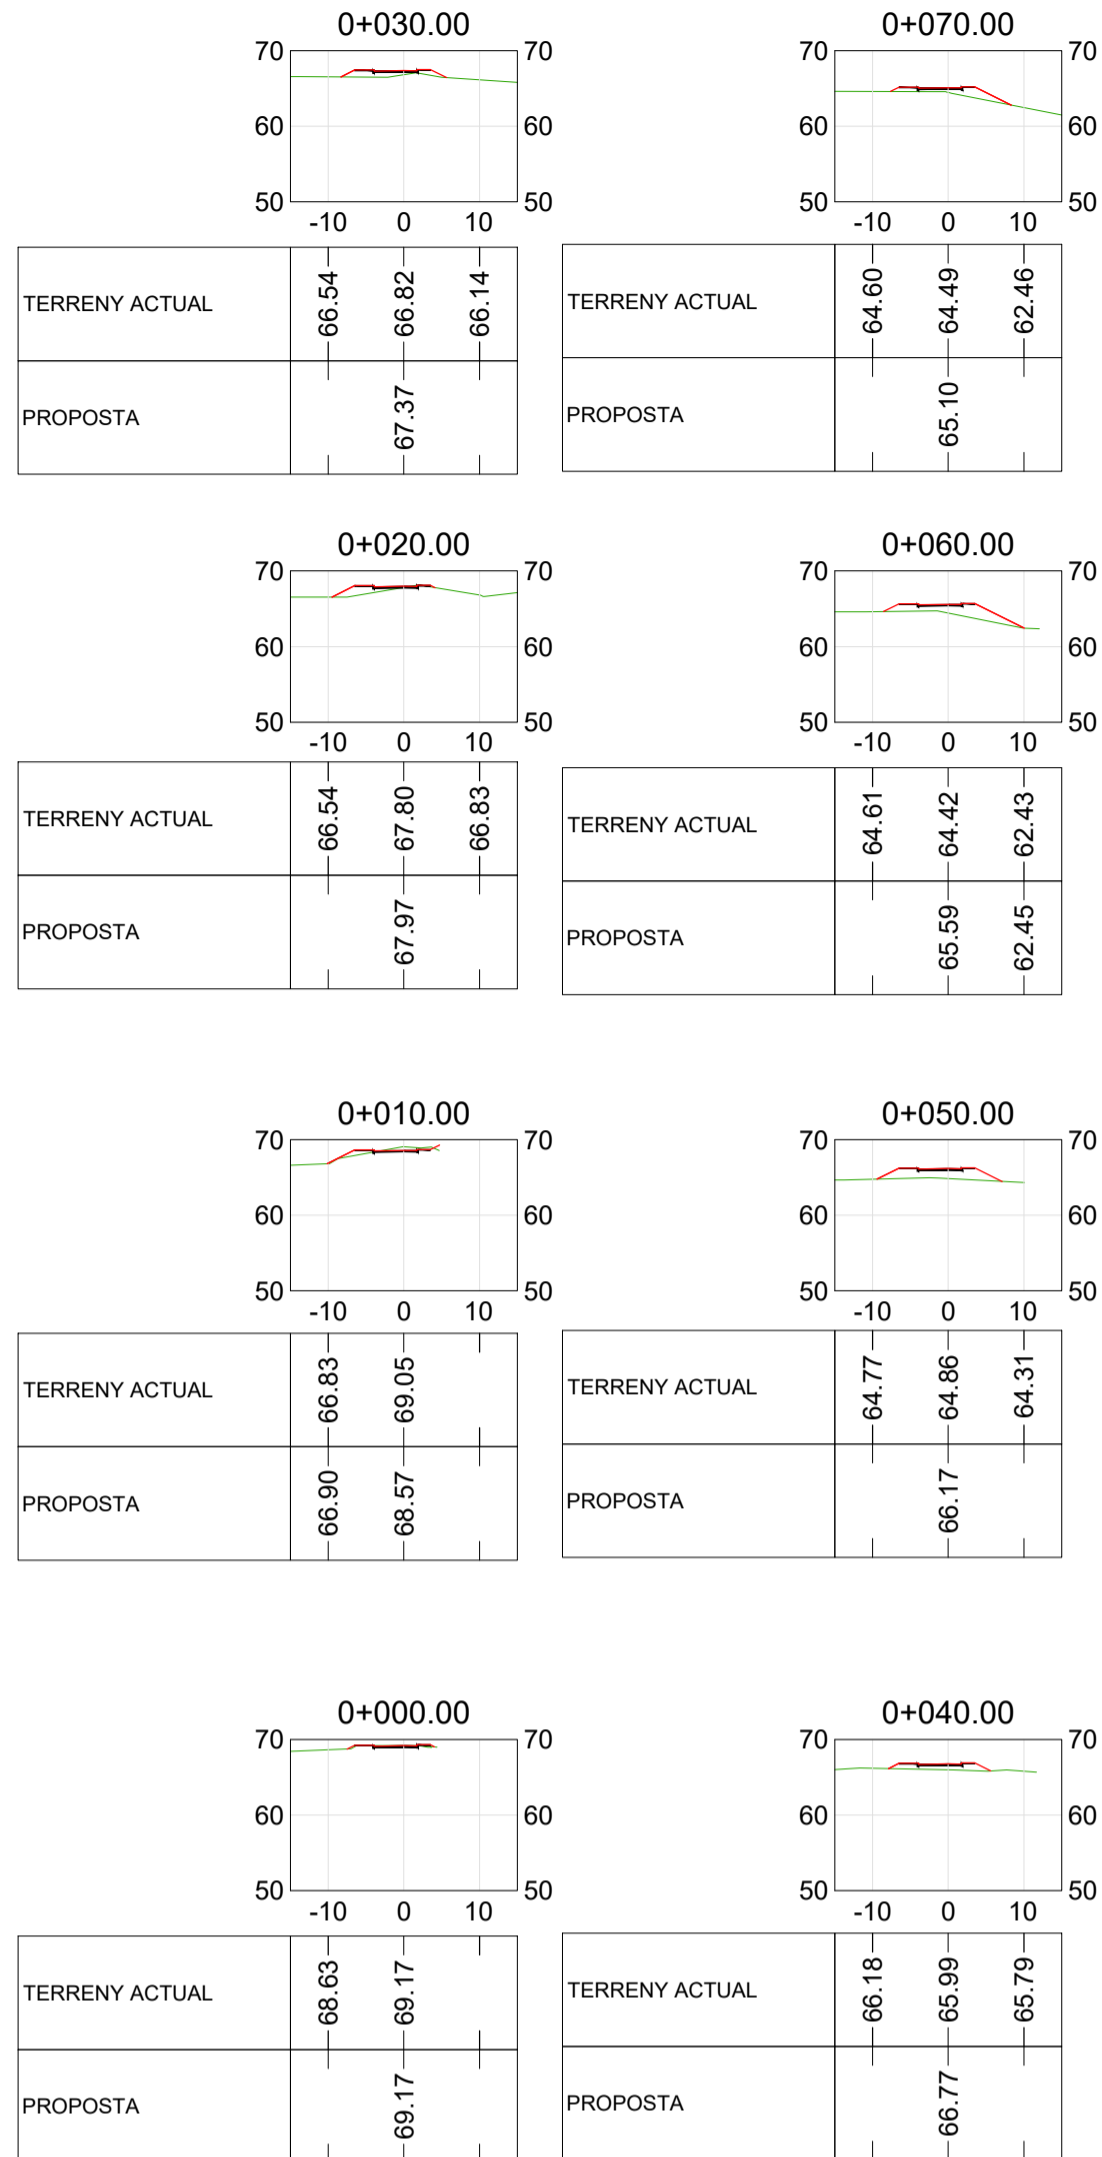 0+030.00
70 70
60 60
50 50
-10 0 10
TERRENY ACTUAL 66.54 66.82 66.14
PROPOSTA 67.37
0+070.00
70 70
60 60
50 50
-10 0 10
TERRENY ACTUAL 64.60 64.49 62.46
PROPOSTA 65.10
0+020.00
70 70
60 60
50 50
-10 0 10
TERRENY ACTUAL 66.54 67.80 66.83
PROPOSTA 67.97
0+060.00
70 70
60 60
50 50
-10 0 10
TERRENY ACTUAL 64.61 64.42 62.43
PROPOSTA 65.59 62.45
0+010.00
70 70
60 60
50 50
-10 0 10
TERRENY ACTUAL 66.83 69.05
PROPOSTA 66.90 68.57
0+050.00
70 70
60 60
50 50
-10 0 10
TERRENY ACTUAL 64.77 64.86 64.31
PROPOSTA 66.17
0+000.00
70 70
60 60
50 50
-10 0 10
TERRENY ACTUAL 68.63 69.17
PROPOSTA 69.17
0+040.00
70 70
60 60
50 50
-10 0 10
TERRENY ACTUAL 66.18 65.99 65.79
PROPOSTA 66.77